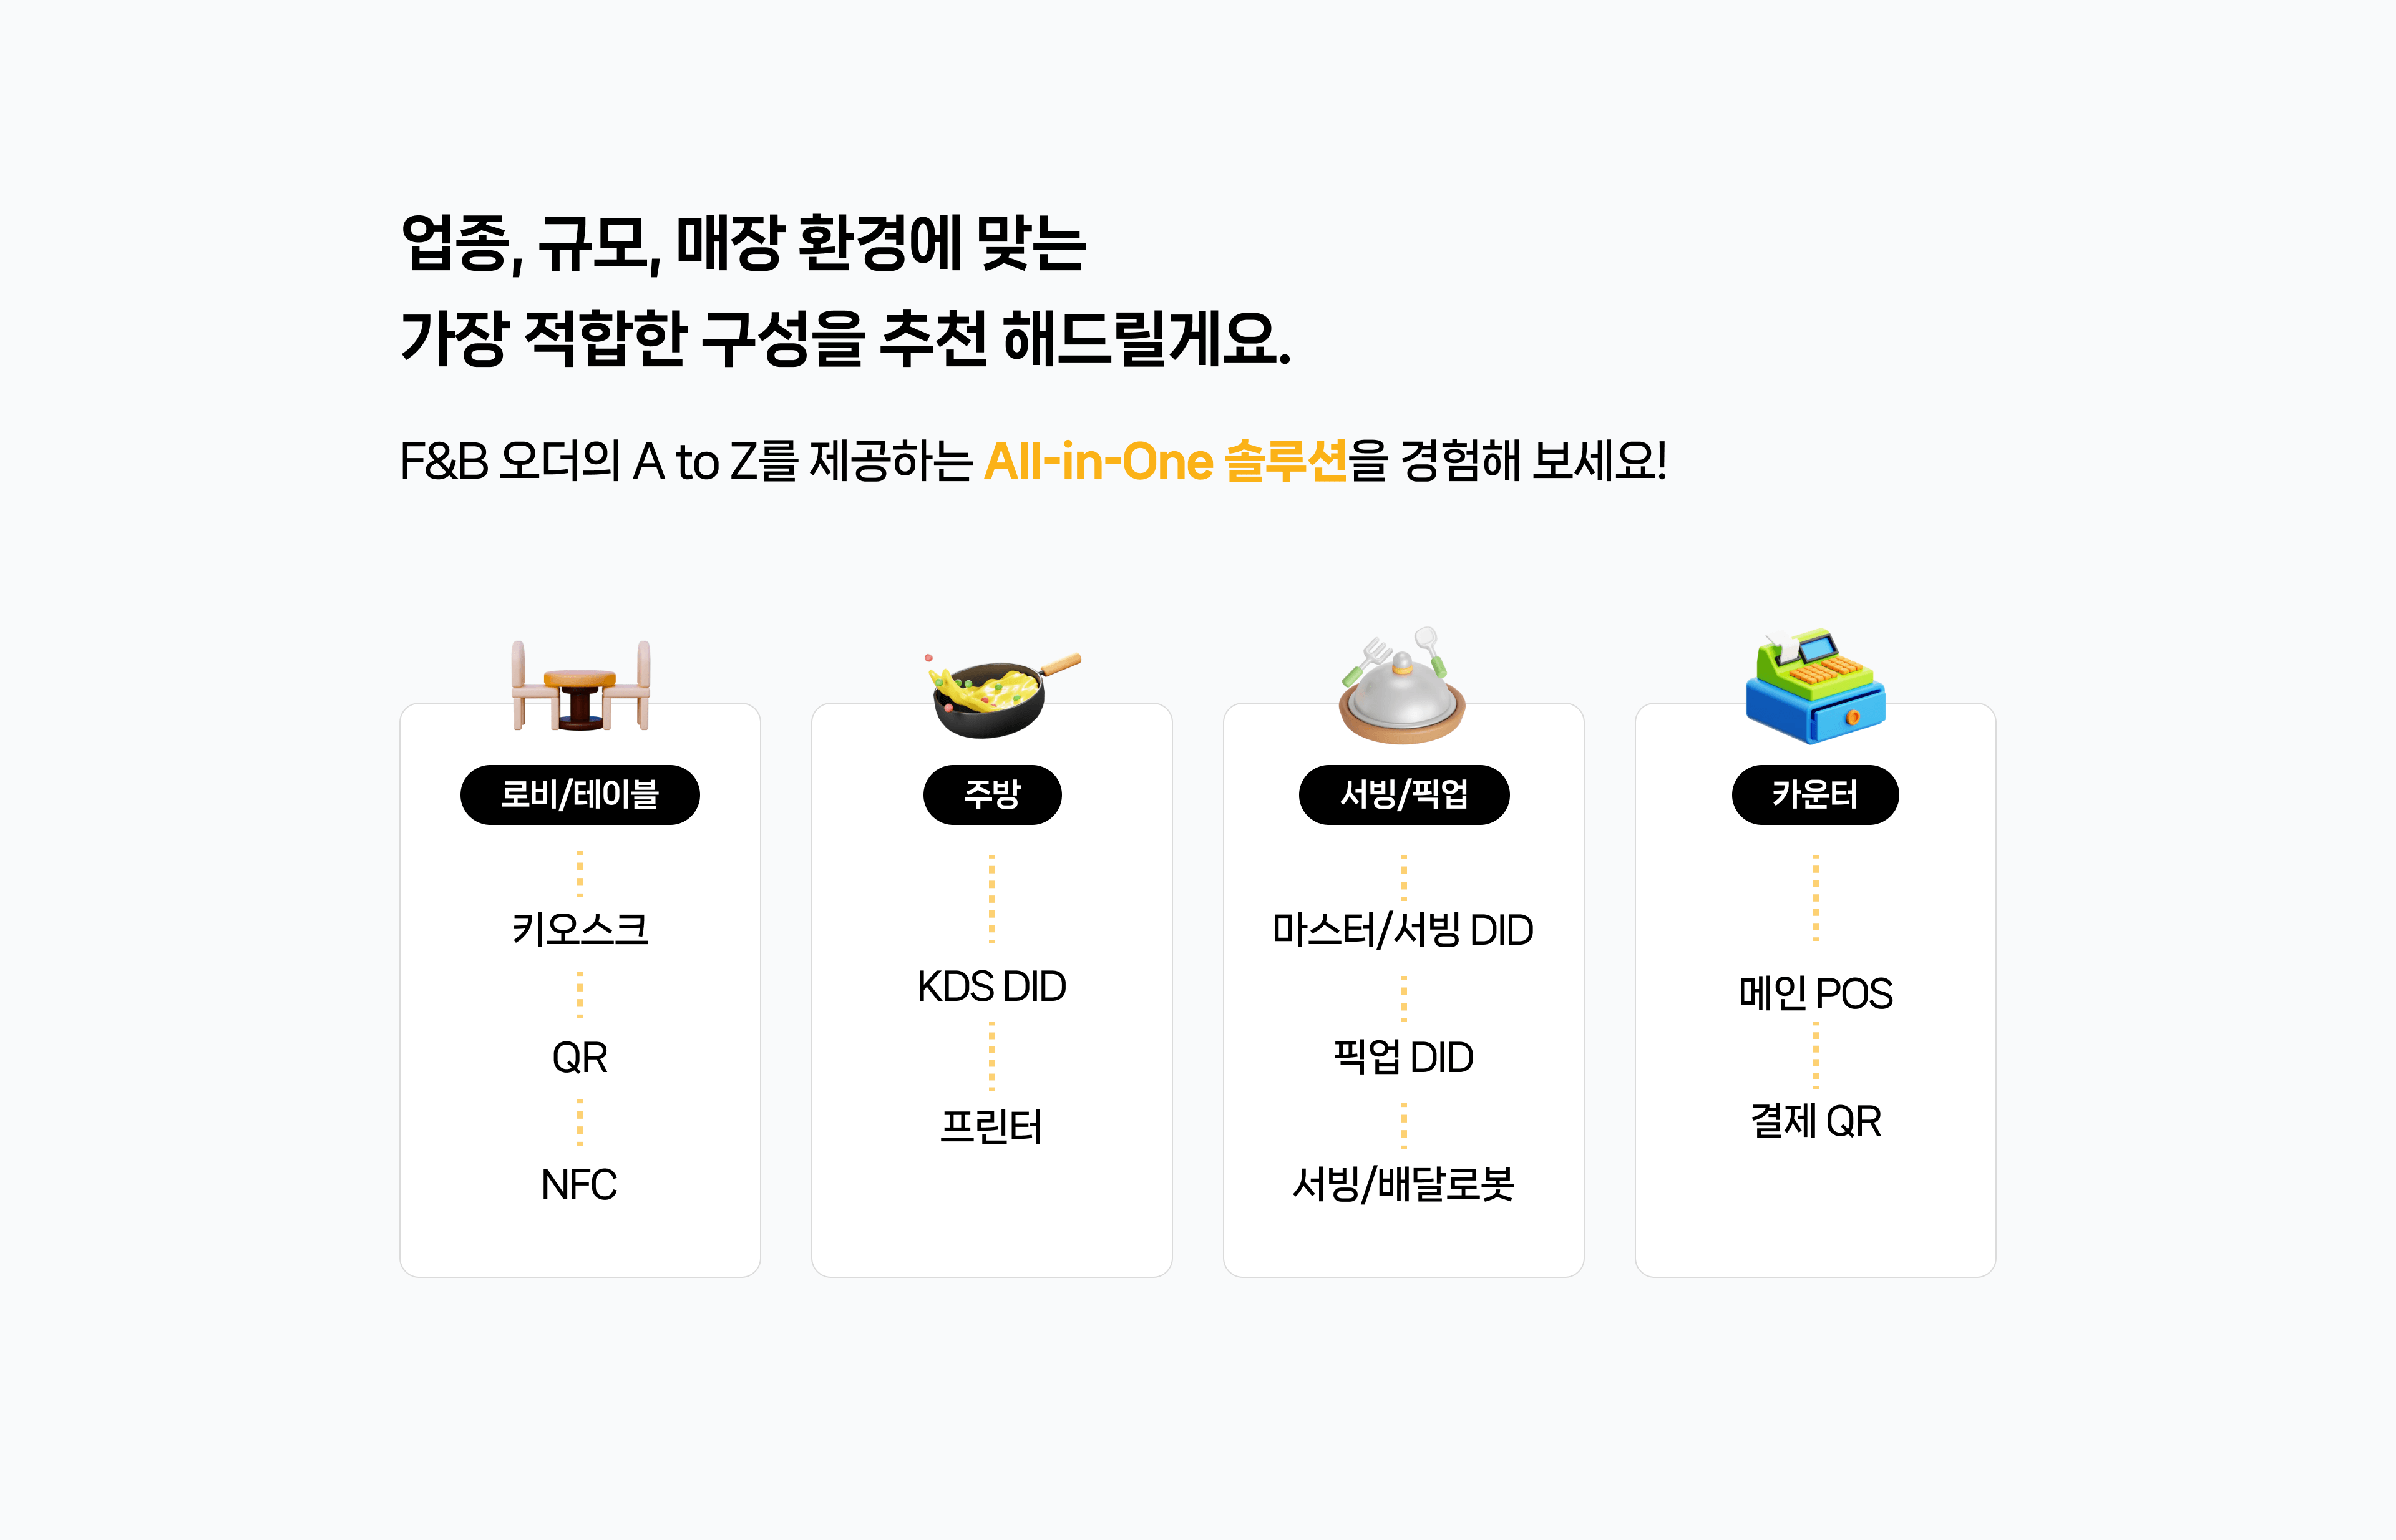 업종, 규모, 매장 환경에 맞는
가장 적합한 구성을 추천 해드릴게요.
F&B 오더의 A to Z를 제공하는 All-in-One 솔루션을 경험해 보세요!
로비/테이블
키오스크
QR
NFC
주방
KDS DID
프린터
서빙/픽업
마스터/서빙 DID
픽업 DID
서빙/배달로봇
카운터
메인 POS
결제 QR